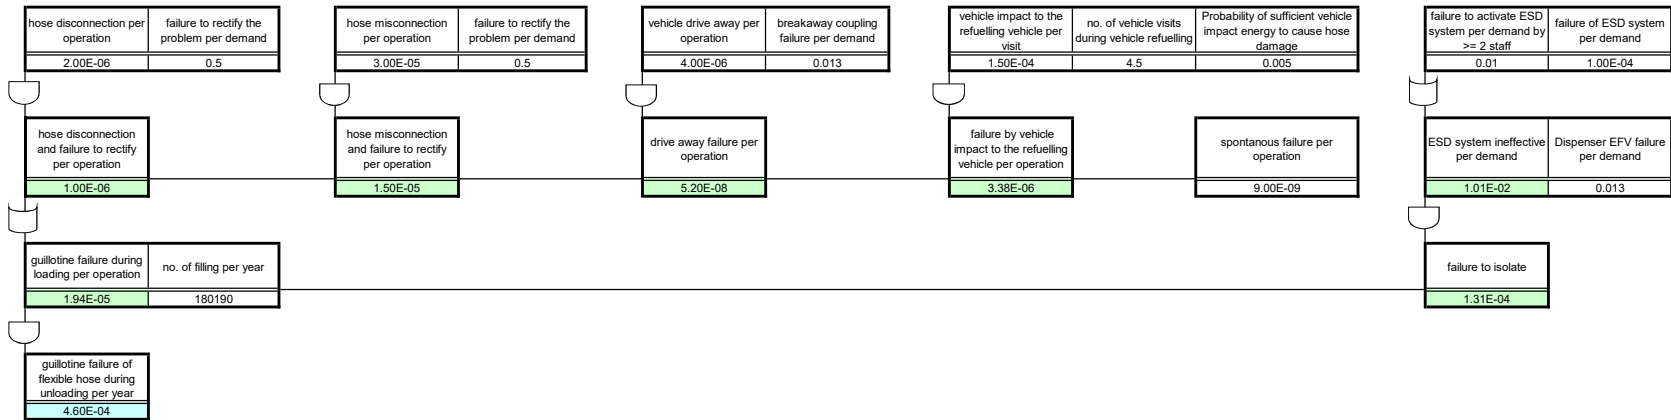 hose disconnection per
operation
failure to rectify the
problem per demand
2.00E-06
0.5
hose misconnection
per operation
failure to rectify the
problem per demand
3.00E-05
0.5
vehicle drive away per
operation
breakaway coupling
failure per demand
4.00E-06
0.013
vehicle impact to the
refuelling vehicle per
visit
no. of vehicle visits
during vehicle refuelling
Probability of sufficient vehicle
impact energy to cause hose
damage
1.50E-04
4.5
0.005
failure to activate ESD
system per demand by
>= 2 staff
failure of ESD system
per demand
0.01
1.00E-04
hose disconnection
and failure to rectify
per operation
1.00E-06
hose misconnection
and failure to rectify
per operation
1.50E-05
drive away failure per
operation
5.20E-08
failure by vehicle
impact to the refuelling
vehicle per operation
3.38E-06
spontanous failure per
operation
9.00E-09
ESD system ineffective
per demand
Dispenser EFV failure
per demand
1.01E-02
0.013
guillotine failure during
loading per operation
no. of filling per year
1.94E-05
180190
failure to isolate
1.31E-04
guillotine failure of
flexible hose during
unloading per year
4.60E-04